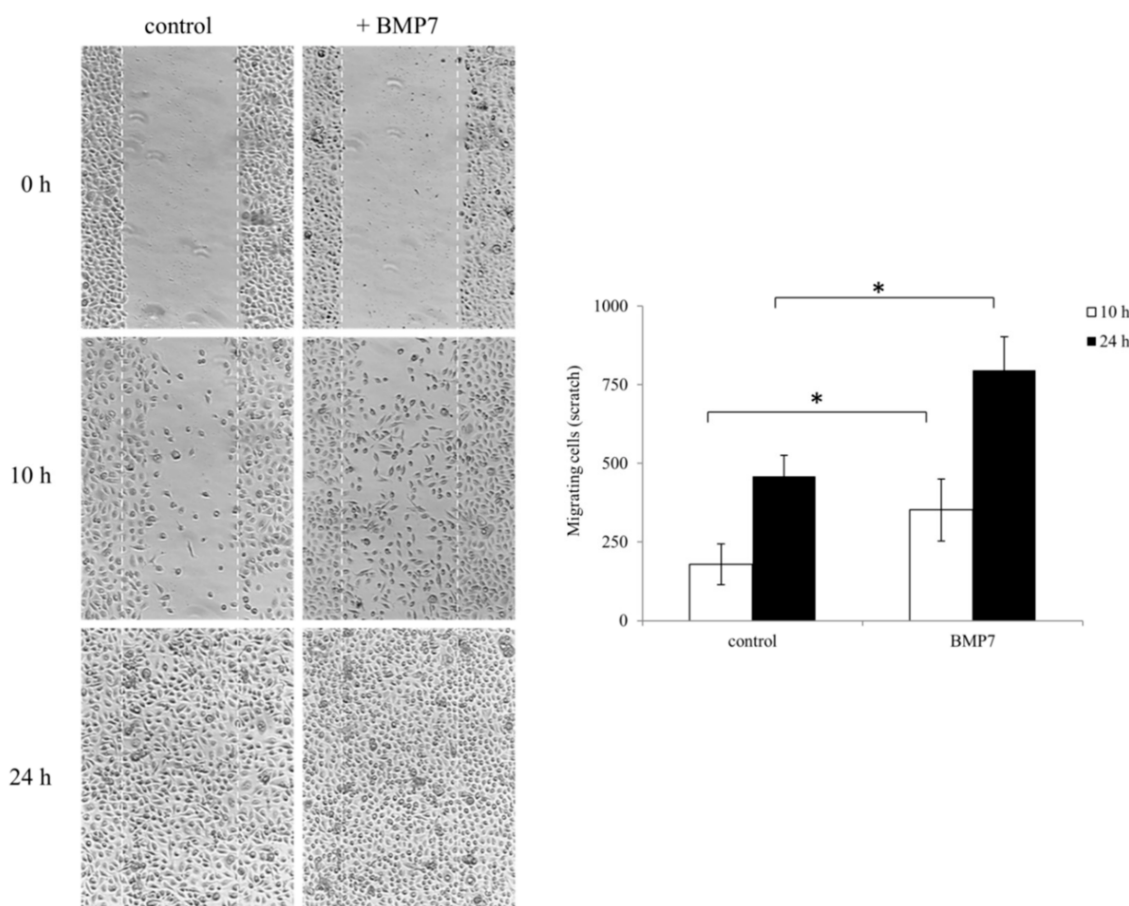 control
+ BMP7
0 h
10 h
24 h
Migrating cells (scratch)
1000
750
500
250
0
*
*
control
BMP7
10 h
24 h